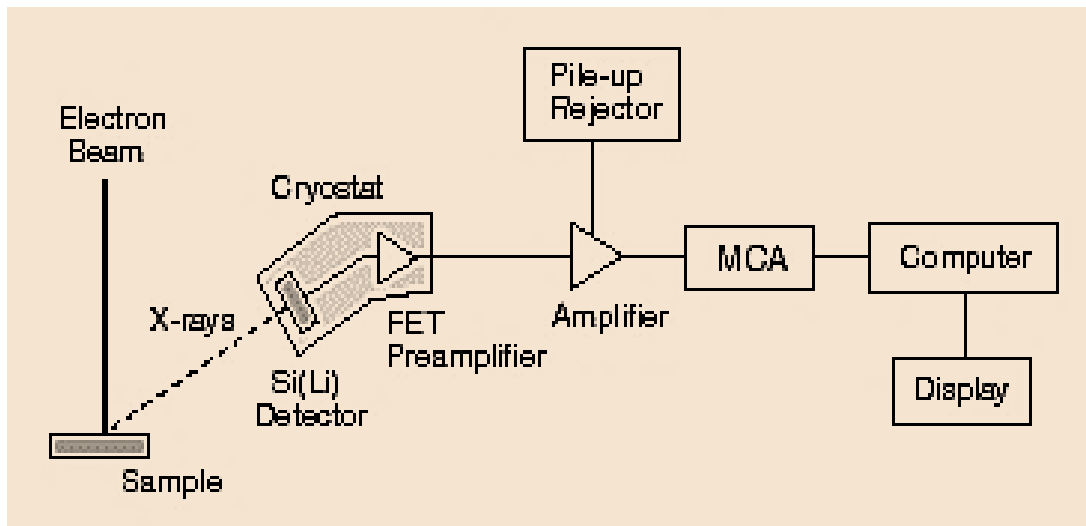 Electron
Beam
Cryostat
Pile-up
Rejector
X-rays
Si(Li)
Detector
FET
Preamplifier
Amplifier
MCA
Computer
Display
Sample